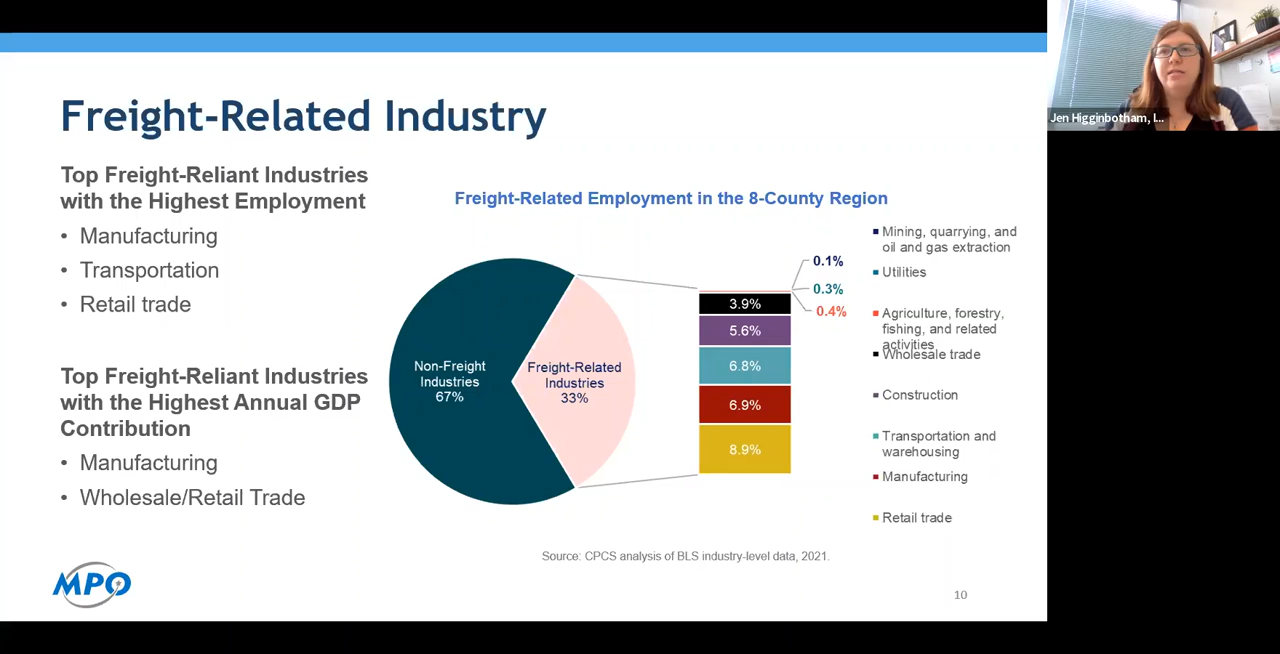 Freight-Related Industry
Top Freight-Reliant Industries
with the Highest Employment
• Manufacturing
• Transportation
• Retail trade
Top Freight-Reliant Industries
with the Highest Annual GDP
Contribution
• Manufacturing
• Wholesale/Retail Trade
Freight-Related Employment in the 8-County Region
Non-Freight
Industries
67%
Freight-Related
Industries
33%
0.1%
0.3%
0.4%
3.9%
5.6%
6.8%
6.9%
8.9%
Mining, quarrying, and
oil and gas extraction
Utilities
Agriculture, forestry,
fishing, and related
activities
Wholesale trade
Construction
Transportation and
warehousing
Manufacturing
Retail trade
Source: CPCS analysis of BLS industry-level data, 2021.
MPO
10
Jen Higginbotham, I...